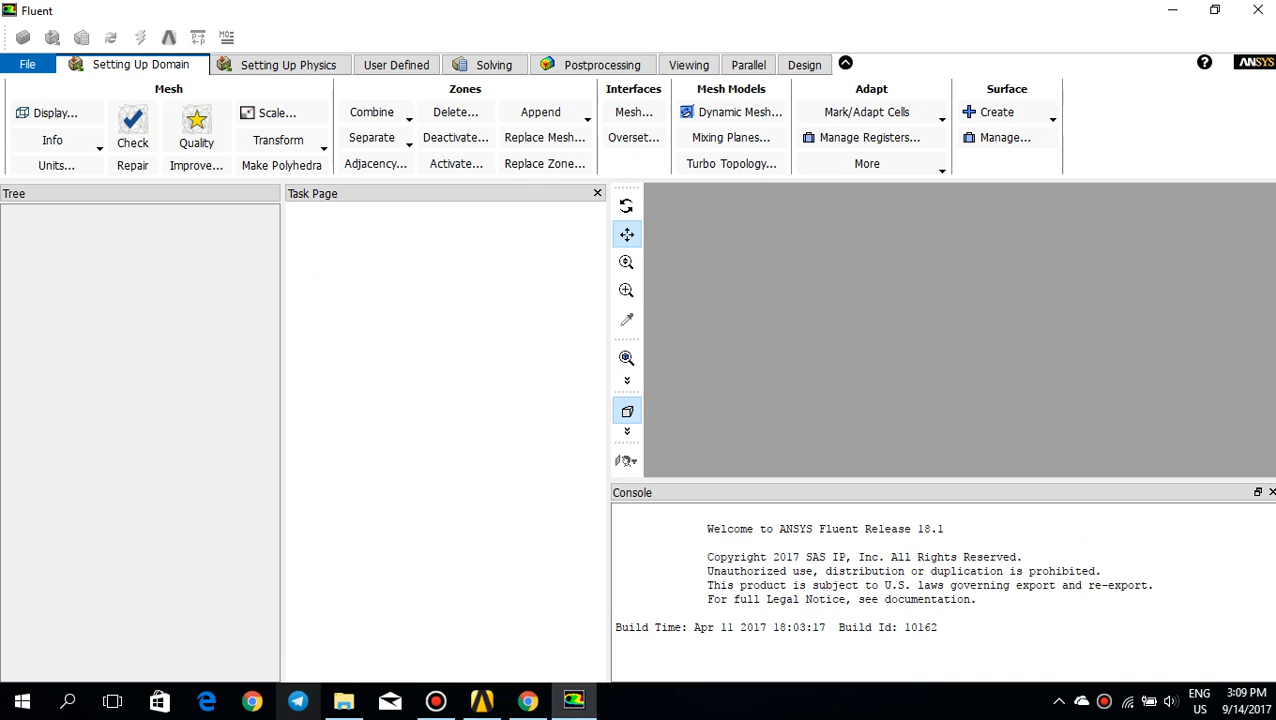 Fluent
File
Setting Up Domain
Setting Up Physics
User Defined
Solving
Postprocessing
Viewing
Parallel
Design
ANSYS
Mesh
Display...
Info
Units...
Check
Repair
Quality
Improve...
Scale...
Transform
Make Polyhedra
Zones
Combine
Delete...
Append
Separate
Deactivate...
Replace Mesh...
Adjacency...
Activate...
Replace Zone...
Interfaces
Mesh...
Overset...
Mesh Models
Dynamic Mesh...
Mixing Planes...
Turbo Topology...
Adapt
Mark/Adapt Cells
Manage Registers...
More
Surface
Create
Manage...
Tree
Task Page
Console
Welcome to ANSYS Fluent Release 18.1
Copyright 2017 SAS IP, Inc. All Rights Reserved.
Unauthorized use, distribution or duplication is prohibited.
This product is subject to U.S. laws governing export and re-export.
For full Legal Notice, see documentation.
Build Time: Apr 11 2017 18:03:17  Build Id: 10162
ENG
US
3:09 PM
9/14/2017